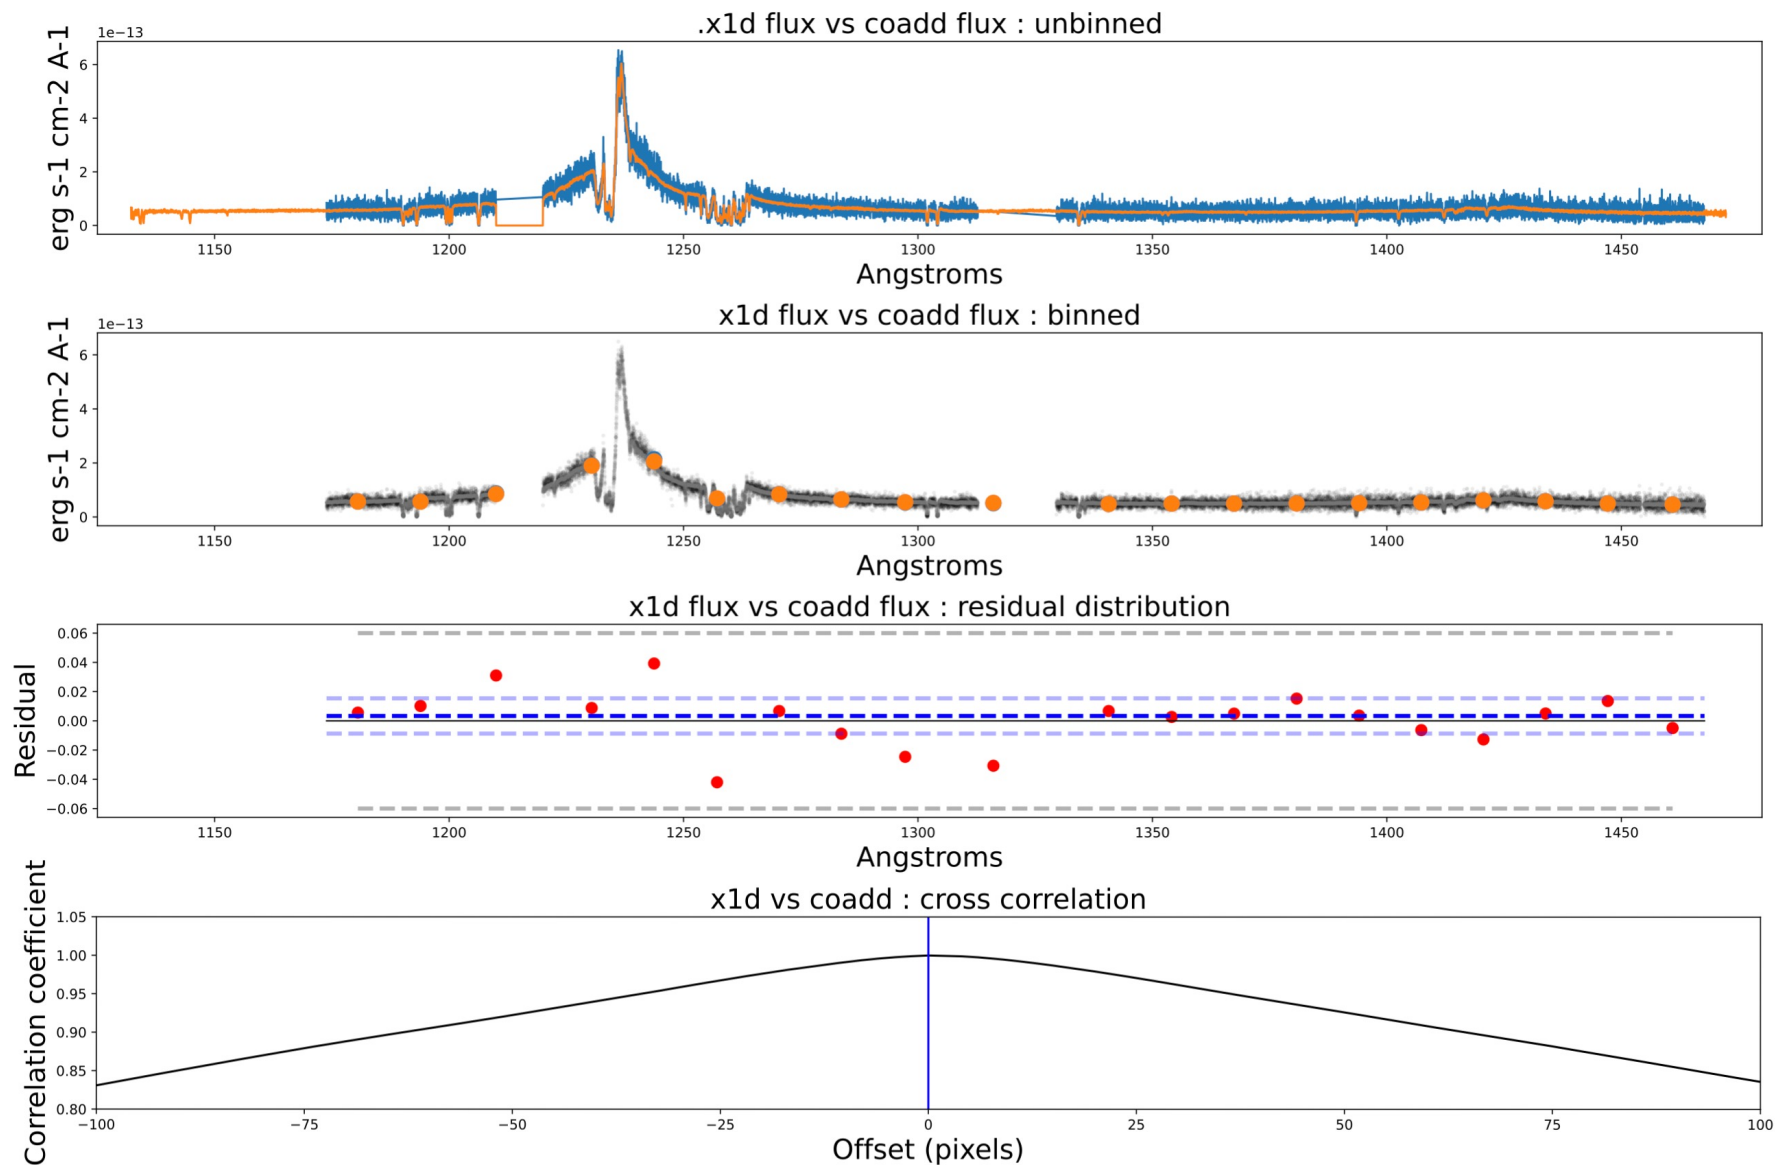 .x1d flux vs coadd flux : unbinned
1e−13
erg s-1 cm-2 A-1
6
4
2
0
1150 1200 1250 1300 1350 1400 1450
Angstroms
x1d flux vs coadd flux : binned
1e−13
erg s-1 cm-2 A-1
6
4
2
0
1150 1200 1250 1300 1350 1400 1450
Angstroms
x1d flux vs coadd flux : residual distribution
Residual
0.06
0.04
0.02
0.00
−0.02
−0.04
−0.06
1150 1200 1250 1300 1350 1400 1450
Angstroms
x1d vs coadd : cross correlation
Correlation coefficient
1.05
1.00
0.95
0.90
0.85
0.80
−100 −75 −50 −25 0 25 50 75 100
Offset (pixels)